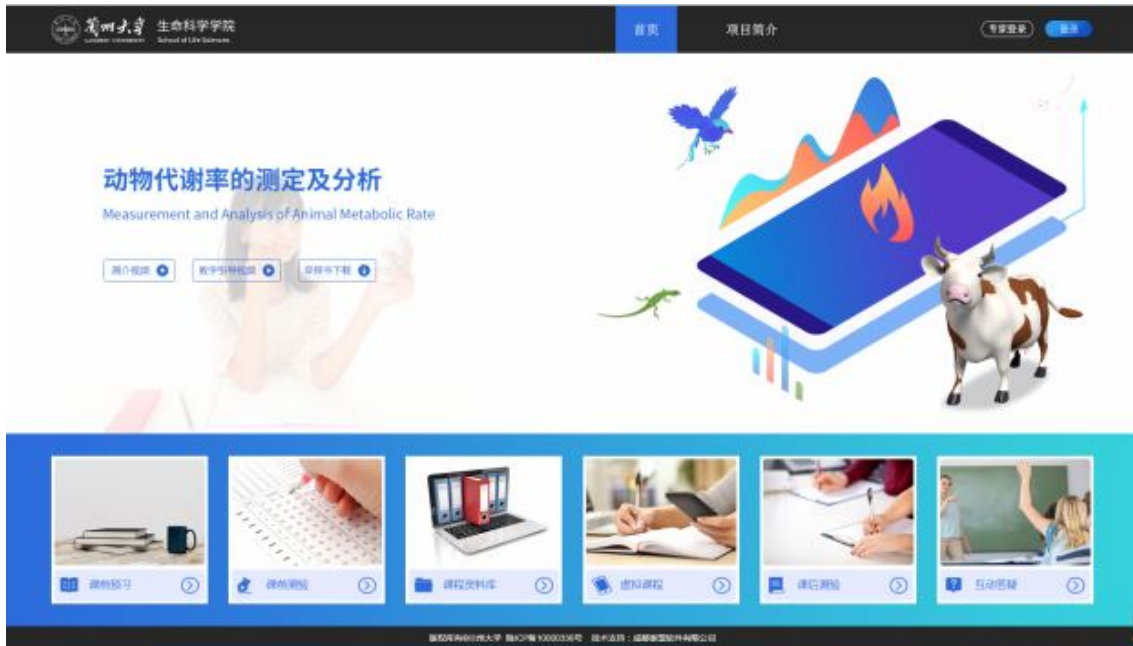 兰州大学 生命科学学院
School of Life Sciences
首页 项目简介 专家登录 登录
动物代谢率的测定及分析
Measurement and Analysis of Animal Metabolic Rate
简介视频 教学引导视频
课前预习 课前测验 课程资料库 虚拟课程 课后测验 互动答疑